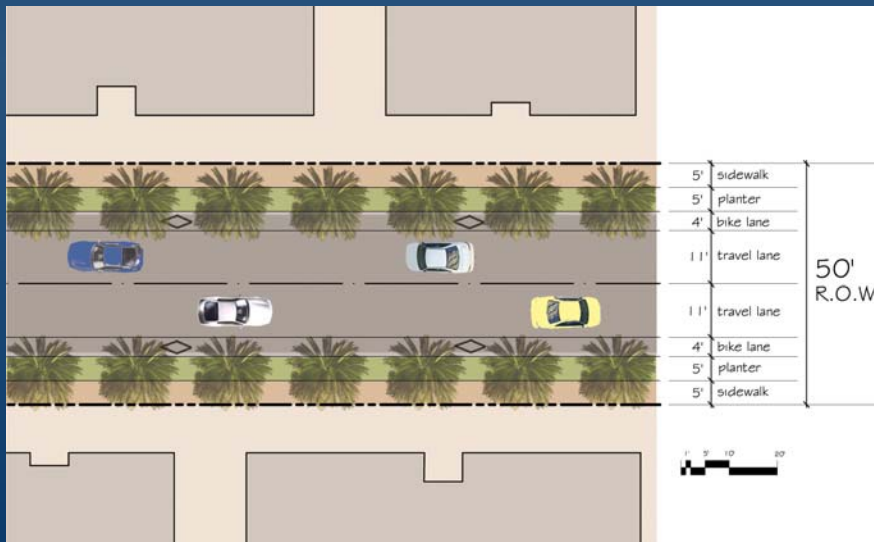 5' sidewalk
5' planter
4' bike lane
11' travel lane
11' travel lane
4' bike lane
5' planter
5' sidewalk
50'
R.O.W
1' 5' 10' 20'